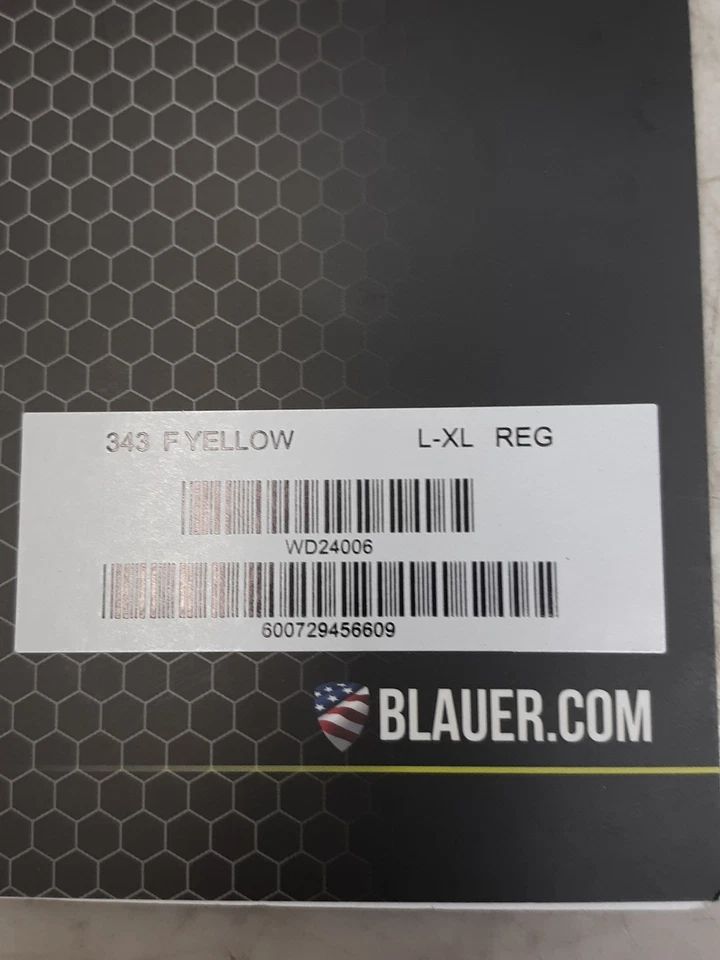 343 F YELLOW L-XL REG
WD24006
600729456609
BLAUER.COM